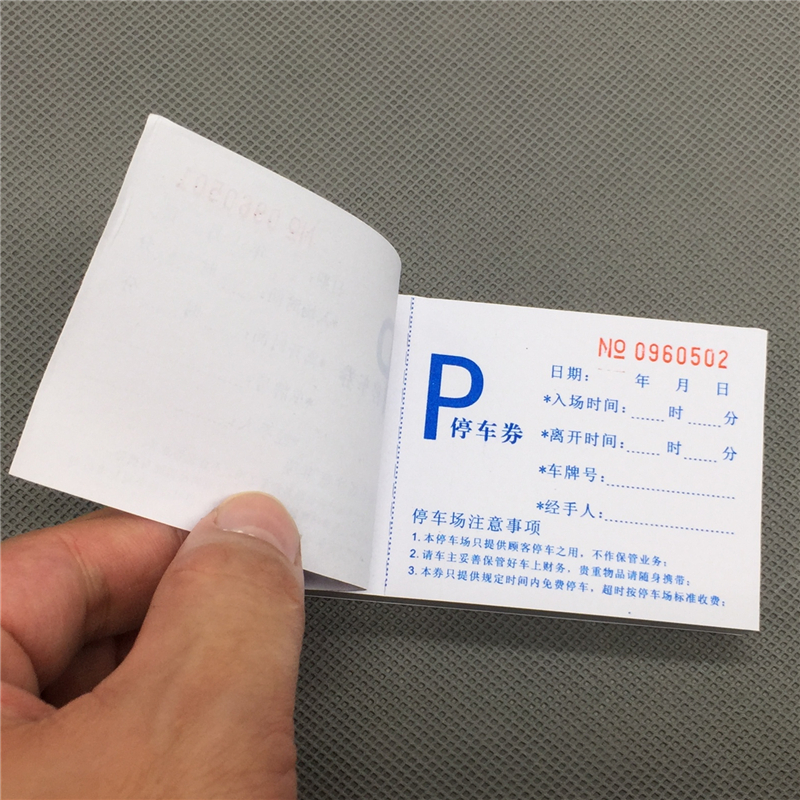 № 0960502
日期： 年 月 日
P 停车券
*入场时间：......时......分
*离开时间：......时......分
*车牌号：
*经手人：
停车场注意事项
1. 本停车场只提供顾客停车之用，不作保管业务；
2. 请车主妥善保管好车上财务，贵重物品请随身携带；
3. 本券只提供规定时间内免费停车，超时按停车场标准收费；